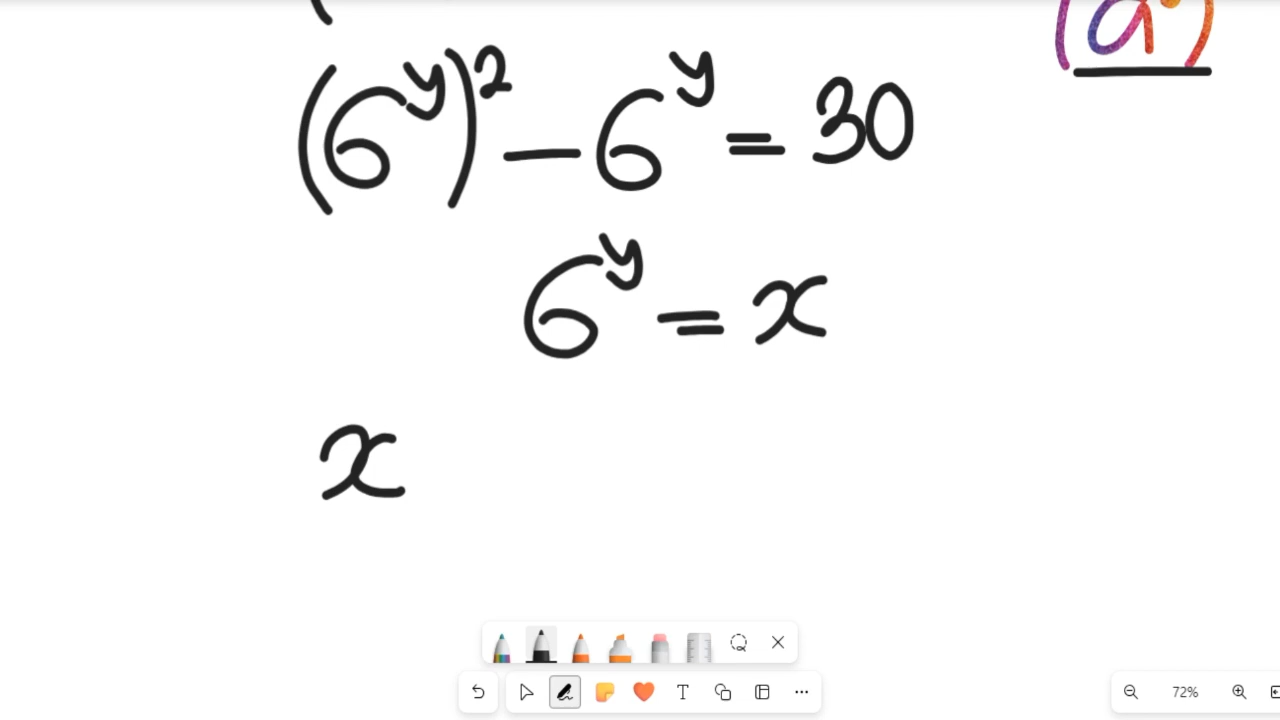 (6^y)^2 - 6^y = 30
6^y = x
x
72%